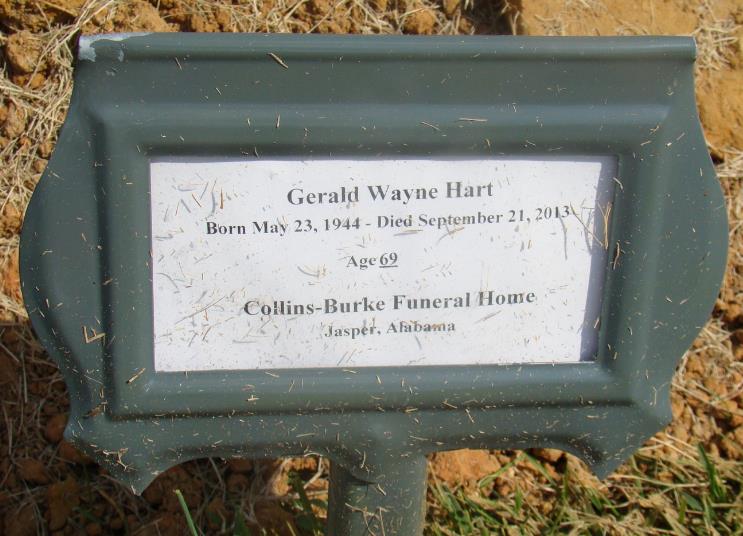 Gerald Wayne Hart
Born May 23, 1944 - Died September 21, 2013
Age 69
Collins-Burke Funeral Home
Jasper, Alabama